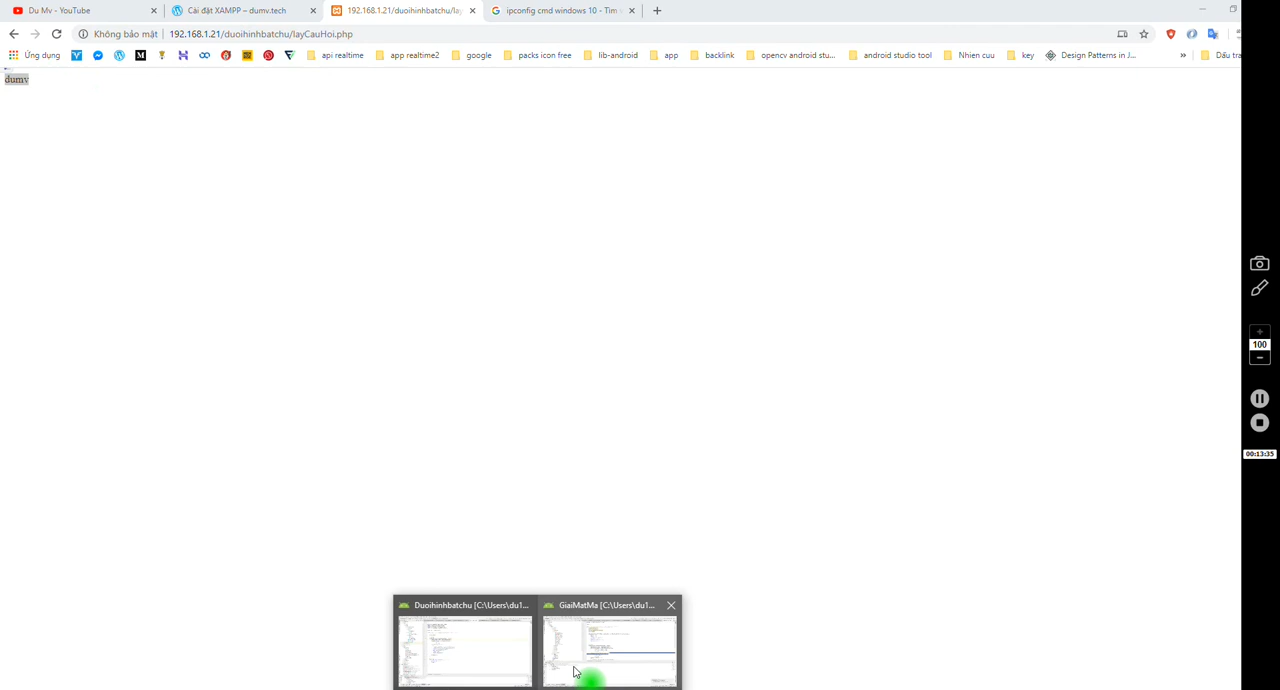 Du Mv - YouTube
Cài đặt XAMPP – dumv.tech
192.168.1.21/duoihinhbatchu/la
ipconfig cmd windows 10 - Tìm
Không bảo mật | 192.168.1.21/duoihinhbatchu/layCauHoi.php
Ứng dụng
api realtime
app realtime2
google
packs icon free
lib-android
app
backlink
opencv android stu...
android studio tool
Nhien cuu
key
Design Patterns in J...
»
Dấu tra
dumv
100
00:13:35
Duoihinhbatchu [C:\Users\du1...
GiaiMatMa [C:\Users\du1...